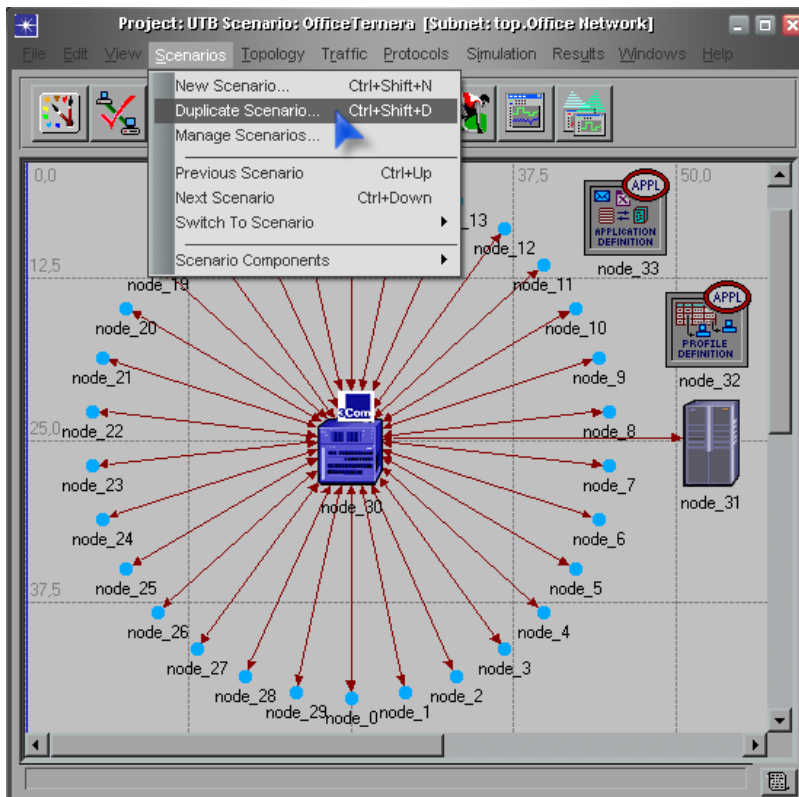 Project: UTB Scenario: OfficeTernera [Subnet: top.Office Network]
File Edit View Scenarios Topology Traffic Protocols Simulation Results Windows Help
New Scenario... Ctrl+Shift+N
Duplicate Scenario... Ctrl+Shift+D
Manage Scenarios...
Previous Scenario Ctrl+Up
Next Scenario Ctrl+Down
Switch To Scenario
Scenario Components
0,0 37,5 50,0
APPL
APPLICATION
DEFINITION
node_33
_13
node_12
12,5
node_19
node_11
APPL
PROFILE
DEFINITION
node_32
node_20
node_10
node_21
node_9
3Com
25,0
node_22
node_8
node_23
node_7
node_31
node_30
node_24
node_6
37,5
node_25
node_5
node_26
node_4
node_27
node_3
node_28
node_2
node_29
node_0
node_1